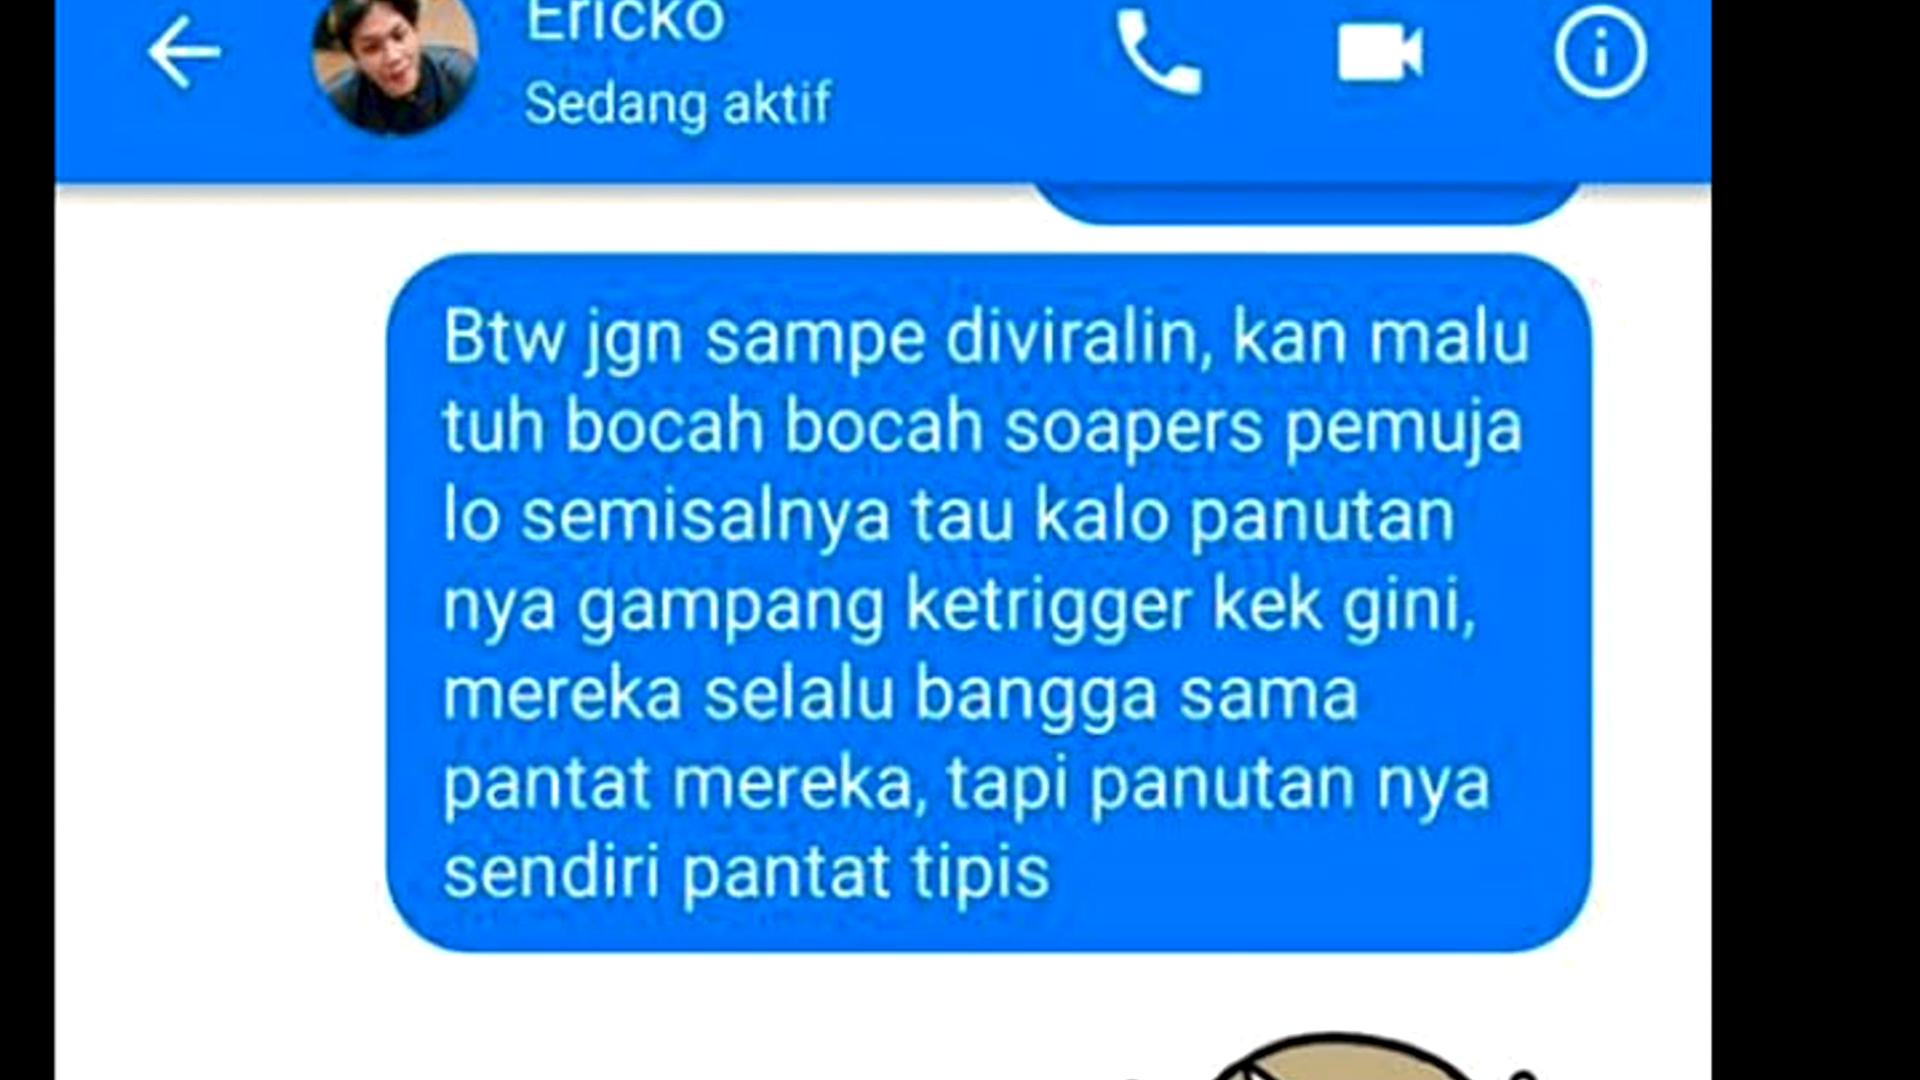 Ericko
Sedang aktif
Btw jgn sampe diviralin, kan malu
tuh bocah bocah soapers pemuja
lo semisalnya tau kalo panutan
nya gampang ketrigger kek gini,
mereka selalu bangga sama
pantat mereka, tapi panutan nya
sendiri pantat tipis